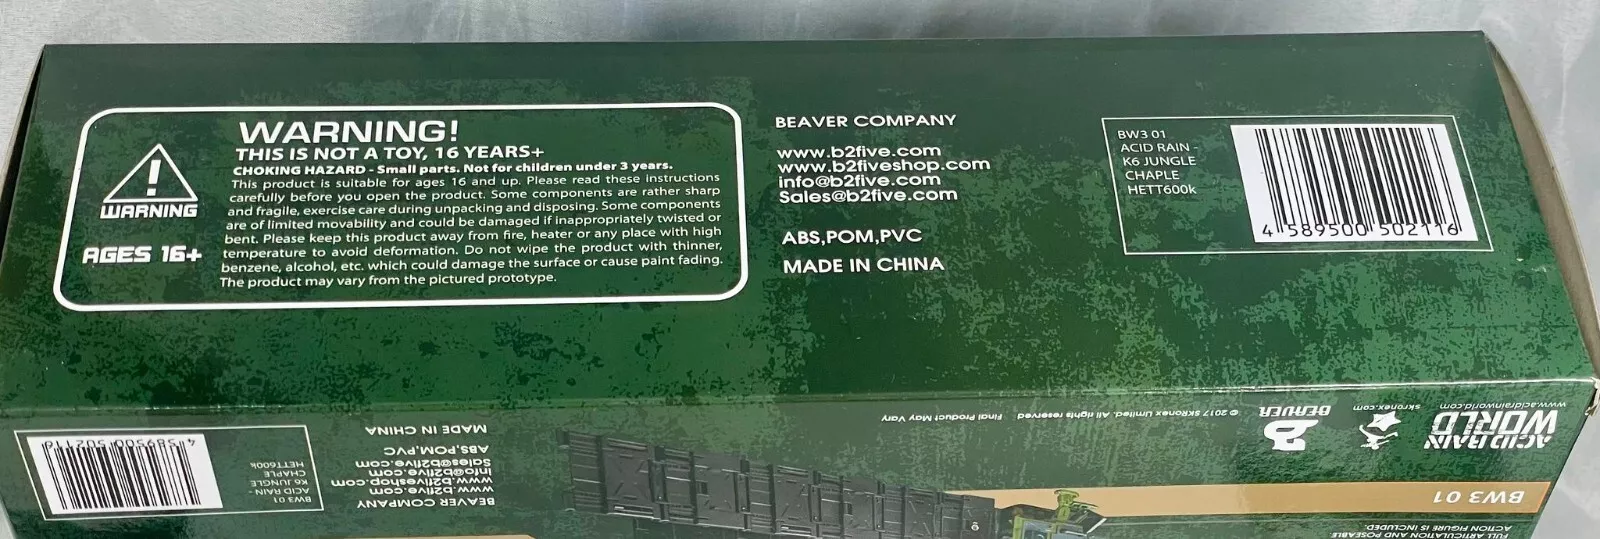 WARNING!
THIS IS NOT A TOY, 16 YEARS+
CHOKING HAZARD - Small parts. Not for children under 3 years.
This product is suitable for ages 16 and up. Please read these instructions
carefully before you open the product. Some components are rather sharp
and fragile, exercise care during unpacking and disposing. Some components
are of limited movability and could be damaged if inappropriately twisted or
bent. Please keep this product away from fire, heater or any place with high
temperature to avoid deformation. Do not wipe the product with thinner,
benzene, alcohol, etc. which could damage the surface or cause paint fading.
The product may vary from the pictured prototype.
WARNING
AGES 16+
BEAVER COMPANY
www.b2five.com
www.b2fiveshop.com
info@b2five.com
Sales@b2five.com
ABS,POM,PVC
MADE IN CHINA
BW3 01
ACID RAIN -
K6 JUNGLE
CHAPLE
HETT600k
4 589500 502116
ACID RAIN
WORLD
www.acidrainworld.com
skronex.com
BEAVER
© 2017 SkRonex Limited. All rights reserved. Final Product May Vary
BW3 01
FULL ARTICULATION AND POSEABLE
ACTION FIGURE IS INCLUDED.
BEAVER COMPANY
www.b2five.com
www.b2fiveshop.com
info@b2five.com
Sales@b2five.com
ABS,POM,PVC
MADE IN CHINA
BW3 01
ACID RAIN -
K6 JUNGLE
CHAPLE
HETT600k
4 589500 502116